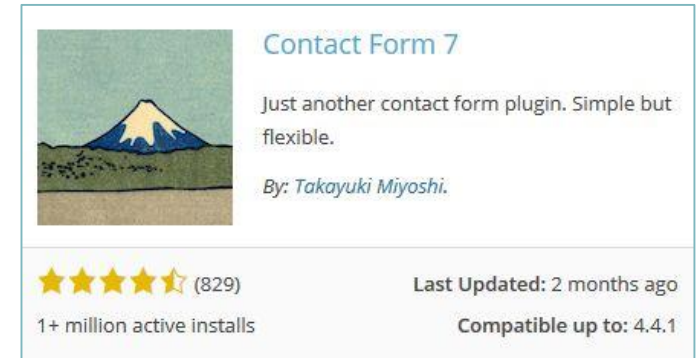 Contact Form 7
Just another contact form plugin. Simple but
flexible.
By: Takayuki Miyoshi.
(829)
Last Updated: 2 months ago
1+ million active installs
Compatible up to: 4.4.1